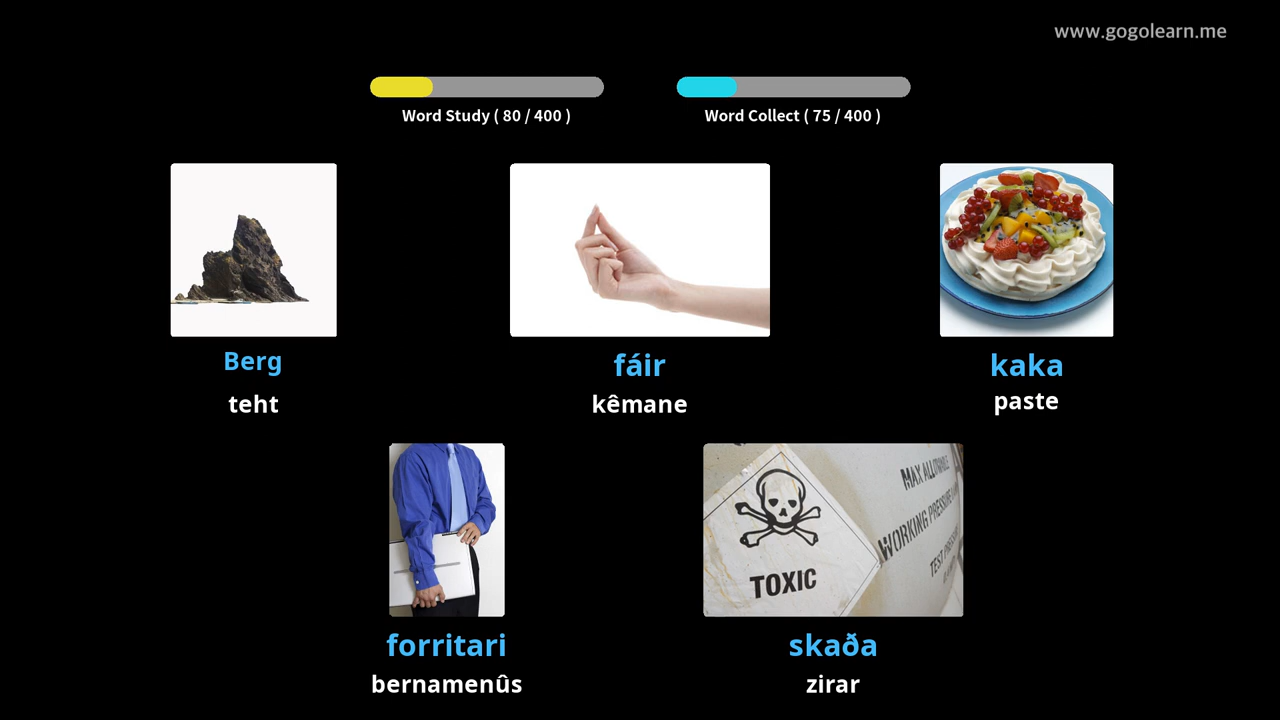 www.gogolearn.me
Word Study ( 80 / 400 )
Word Collect ( 75 / 400 )
Berg
teht
fáir
kêmane
kaka
paste
TOXIC
MAX ALLOWABLE
WORKING PRESSURE
TEST PRESSURE
forritari
bernamenûs
skaða
zirar